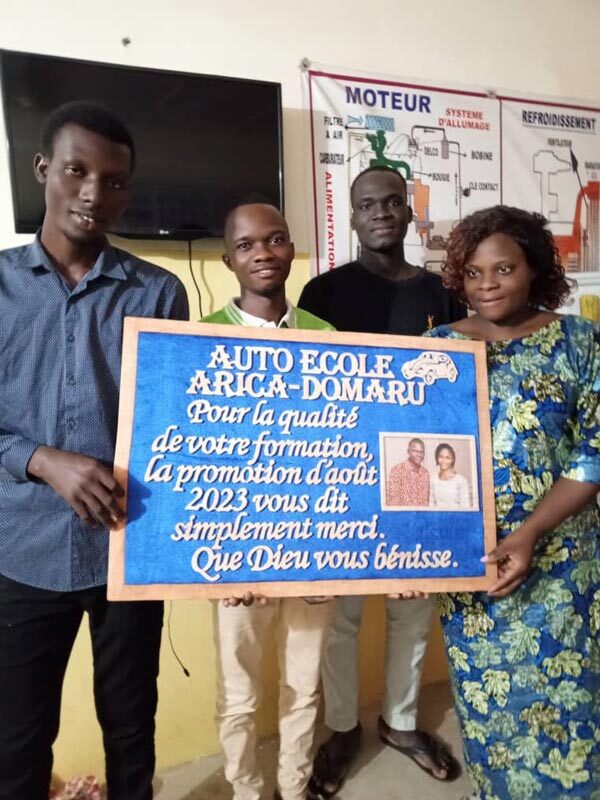 MOTEUR
SYSTEME
D'ALLUMAGE
FILTRE
A AIR
DELCO
BOBINE
CARBURATEUR
BOUGIE
CLE CONTACT
ALIMENTATION
REFROIDISSEMENT
VENTILATEUR
LG
AUTO ECOLE
ARICA-DOMARU
Pour la qualité
de votre formation,
la promotion d'août
2023 vous dit
simplement merci.
Que Dieu vous bénisse.